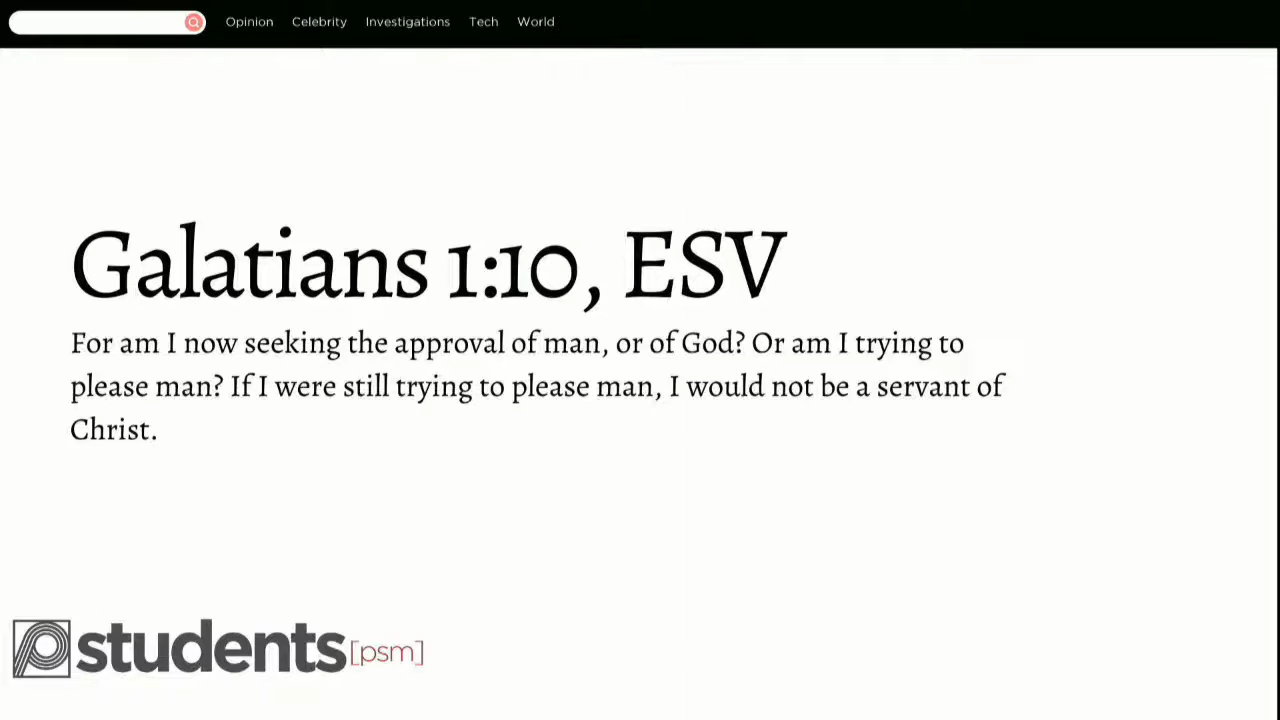 Opinion Celebrity Investigations Tech World
Galatians 1:10, ESV
For am I now seeking the approval of man, or of God? Or am I trying to
please man? If I were still trying to please man, I would not be a servant of
Christ.
students [psm]